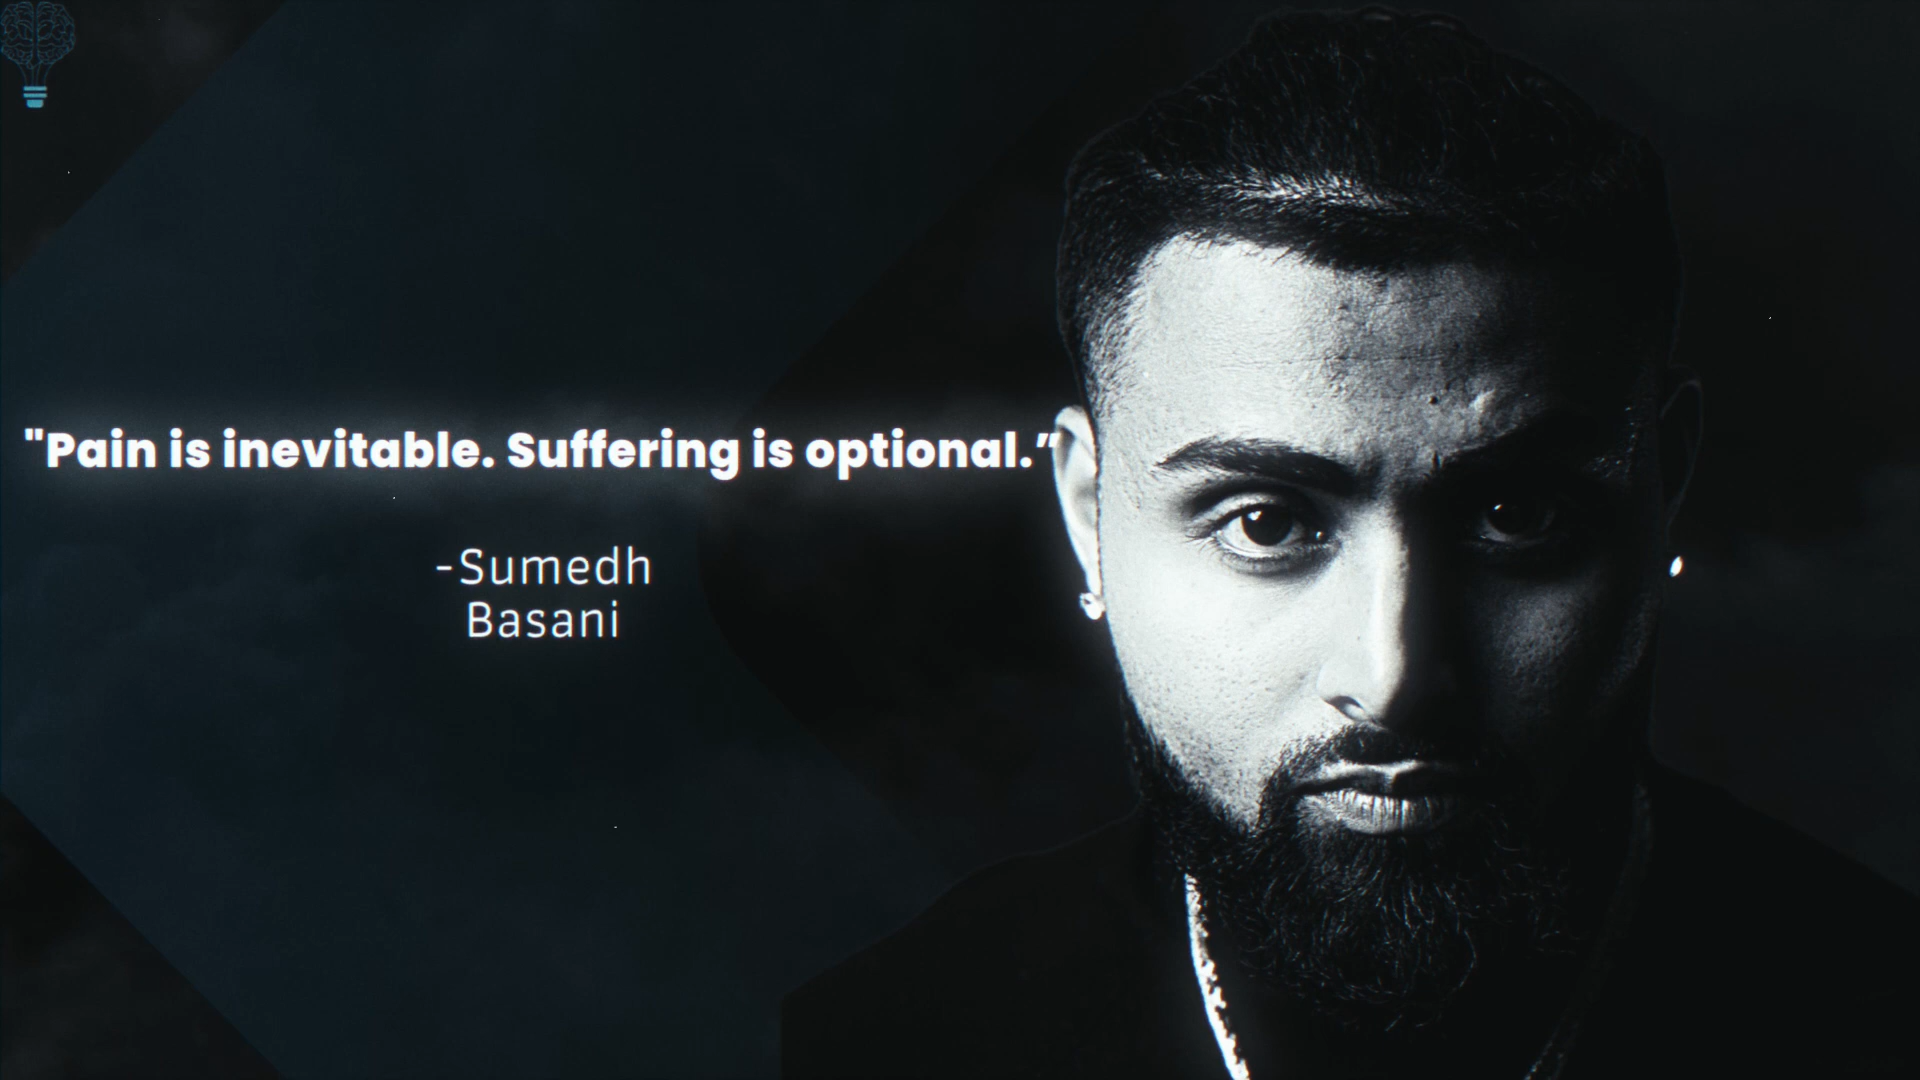 "Pain is inevitable. Suffering is optional.”
-Sumedh
Basani